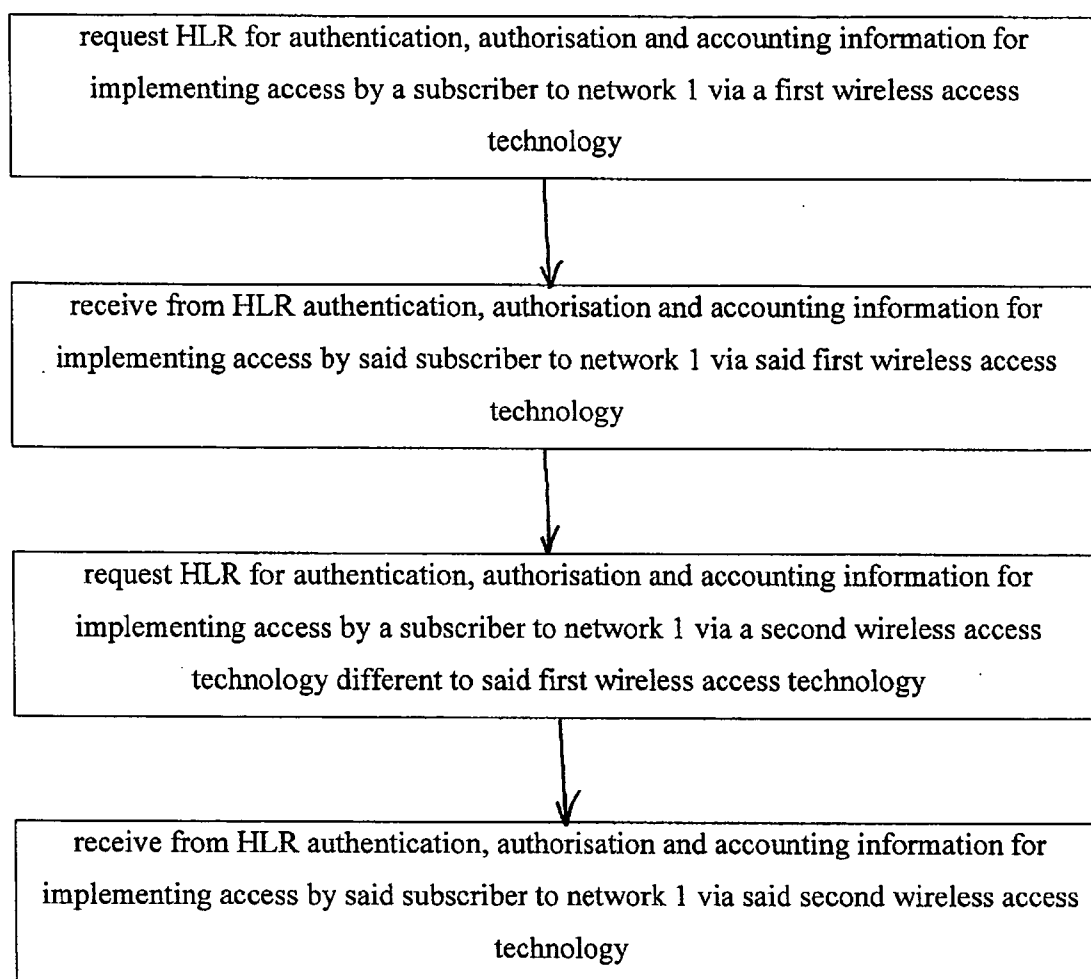 request HLR for authentication, authorisation and accounting information for
implementing access by a subscriber to network 1 via a first wireless access
technology
receive from HLR authentication, authorisation and accounting information for
implementing access by said subscriber to network 1 via said first wireless access
technology
request HLR for authentication, authorisation and accounting information for
implementing access by a subscriber to network 1 via a second wireless access
technology different to said first wireless access technology
receive from HLR authentication, authorisation and accounting information for
implementing access by said subscriber to network 1 via said second wireless access
technology